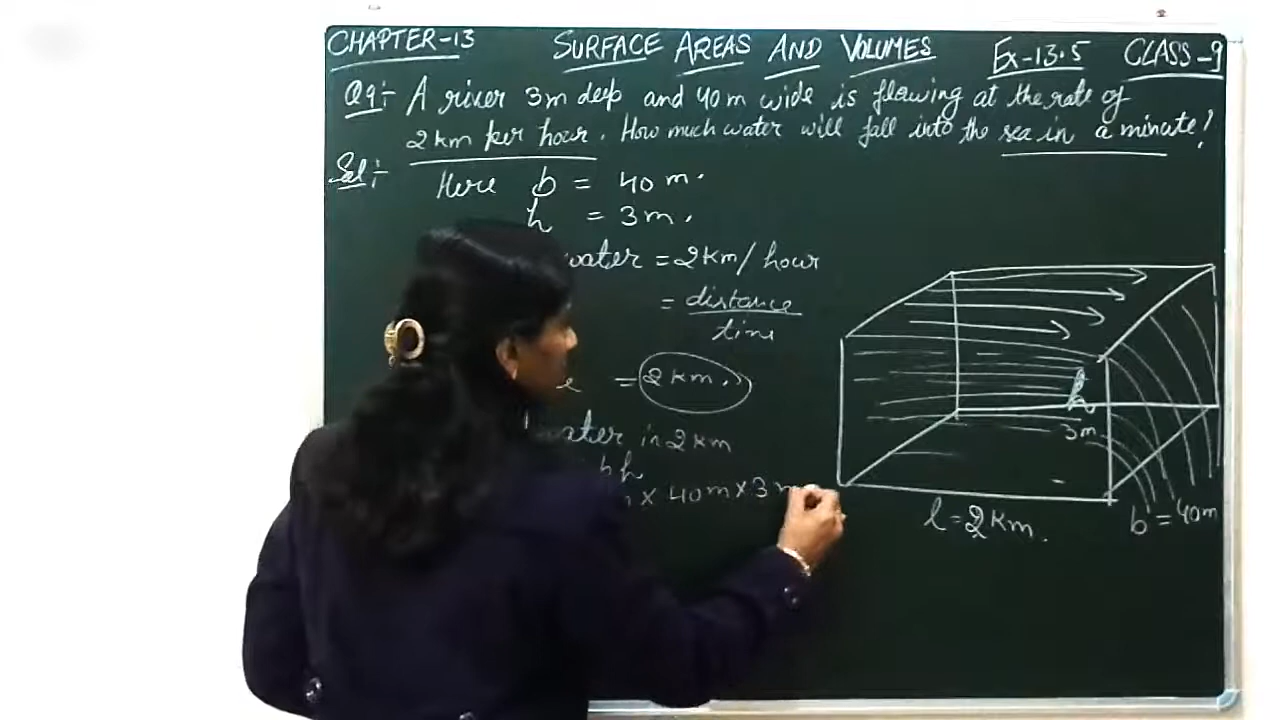 CHAPTER-13 SURFACE AREAS AND VOLUMES Ex-13.5 CLASS-9
Q9:- A river 3m deep and 40m wide is flowing at the rate of
2km per hour. How much water will fall into the sea in a minute?
Sol:- Here b = 40 m.
h = 3m.
water = 2km/hour
= distance
time
= 2km.
water in 2km
h
× 40m × 3m
h
3m
l = 2km.
b = 40m